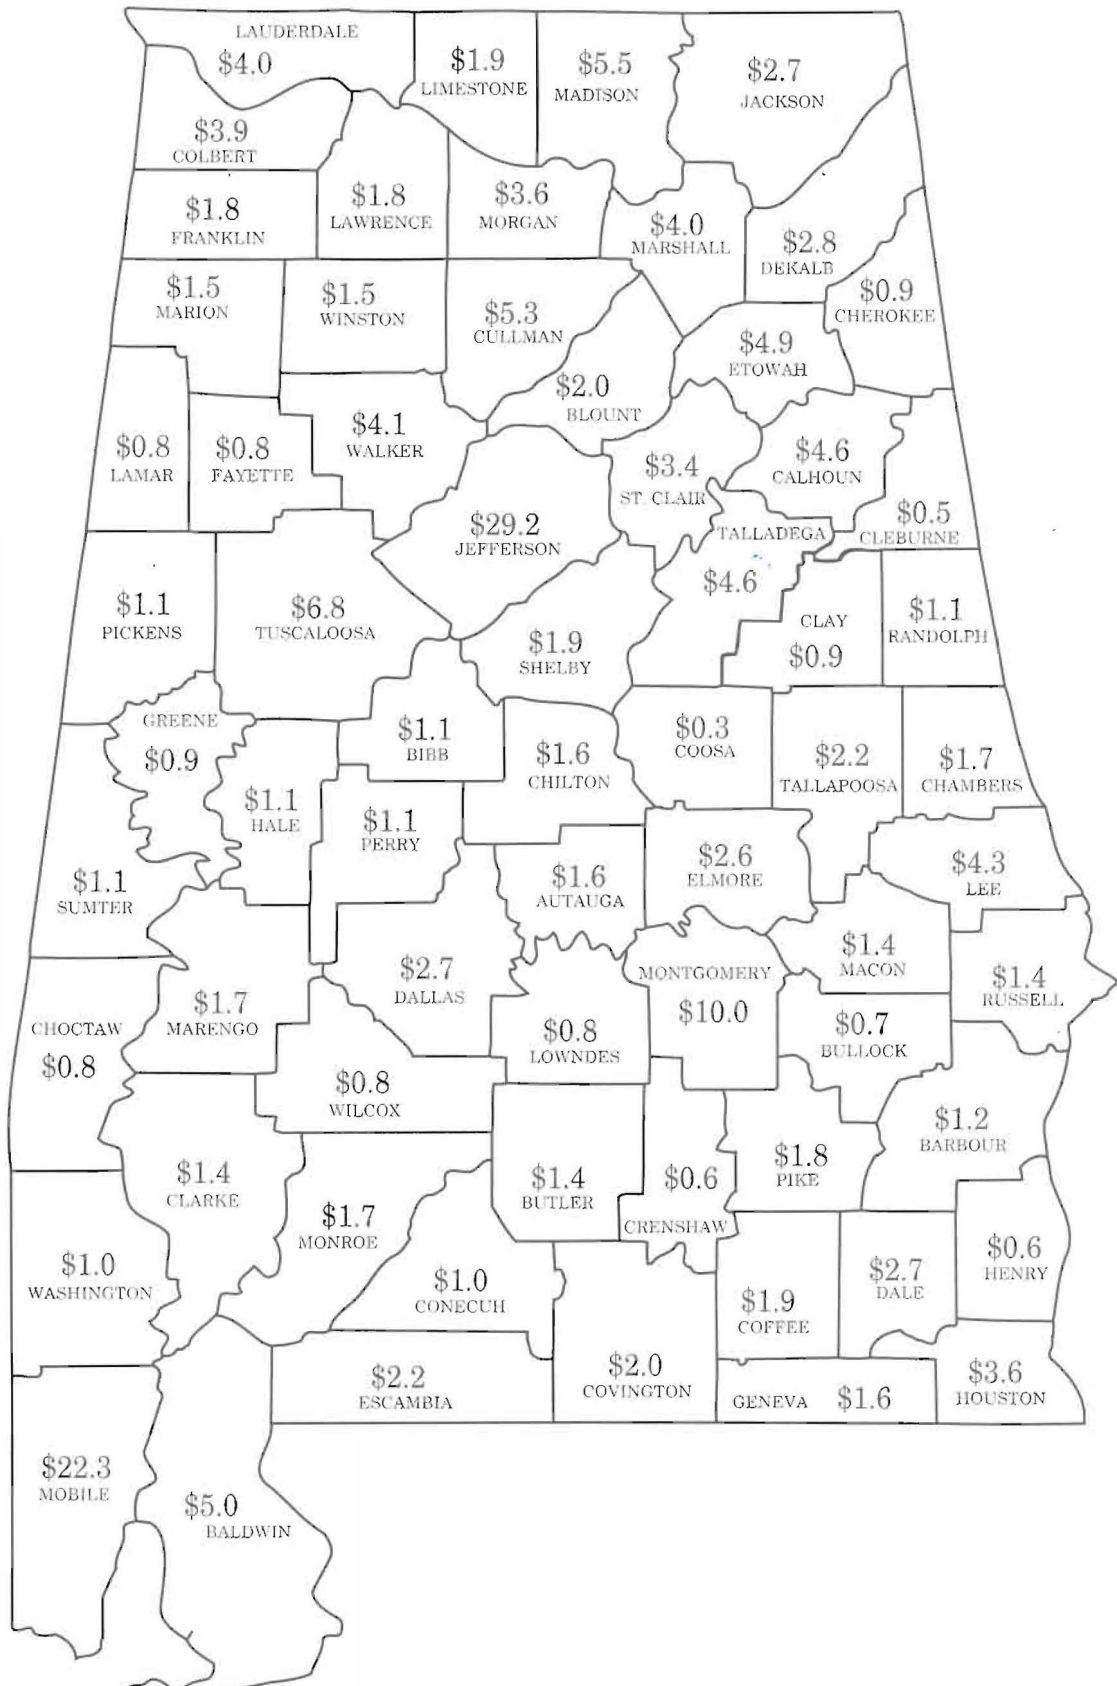 LAUDERDALE
$4.0
$1.9
LIMESTONE
$5.5
MADISON
$2.7
JACKSON
$3.9
COLBERT
$1.8
FRANKLIN
$1.8
LAWRENCE
$3.6
MORGAN
$4.0
MARSHALL
$2.8
DEKALB
$0.9
CHEROKEE
$1.5
MARION
$1.5
WINSTON
$5.3
CULLMAN
$4.9
ETOWAH
$2.0
BLOUNT
$0.8
LAMAR
$0.8
FAYETTE
$4.1
WALKER
$3.4
ST. CLAIR
$4.6
CALHOUN
$0.5
CLEBURNE
$29.2
JEFFERSON
TALLADEGA
$4.6
$1.1
PICKENS
$6.8
TUSCALOOSA
$1.9
SHELBY
CLAY
$0.9
$1.1
RANDOLPH
GREENE
$0.9
$1.1
BIBB
$1.6
CHILTON
$0.3
COOSA
$2.2
TALLAPOOSA
$1.7
CHAMBERS
$1.1
HALE
$1.1
PERRY
$1.1
SUMTER
$1.6
AUTAUGA
$2.6
ELMORE
$4.3
LEE
$2.7
DALLAS
MONTGOMERY
$10.0
$1.4
MACON
$1.4
RUSSELL
CHOCTAW
$0.8
$1.7
MARENGO
$0.8
LOWNDES
$0.7
BULLOCK
$0.8
WILCOX
$1.2
BARBOUR
$1.4
CLARKE
$1.4
BUTLER
$0.6
CRENSHAW
$1.8
PIKE
$1.7
MONROE
$1.0
WASHINGTON
$1.0
CONECUH
$1.9
COFFEE
$2.7
DALE
$0.6
HENRY
$2.2
ESCAMBIA
$2.0
COVINGTON
GENEVA $1.6
$3.6
HOUSTON
$22.3
MOBILE
$5.0
BALDWIN